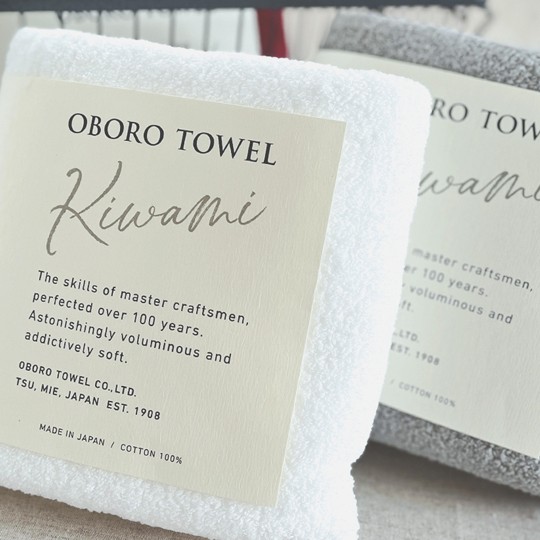 OBORO TOWEL
Kiwami
The skills of master craftsmen,
perfected over 100 years.
Astonishingly voluminous and
addictively soft.
OBORO TOWEL CO.,LTD.
TSU, MIE, JAPAN EST. 1908
MADE IN JAPAN / COTTON 100%
RO TOW
wami
master craftsmen,
er 100 years.
voluminous and
ft.
,LTD.
EST. 1908
/ COTTON 100%